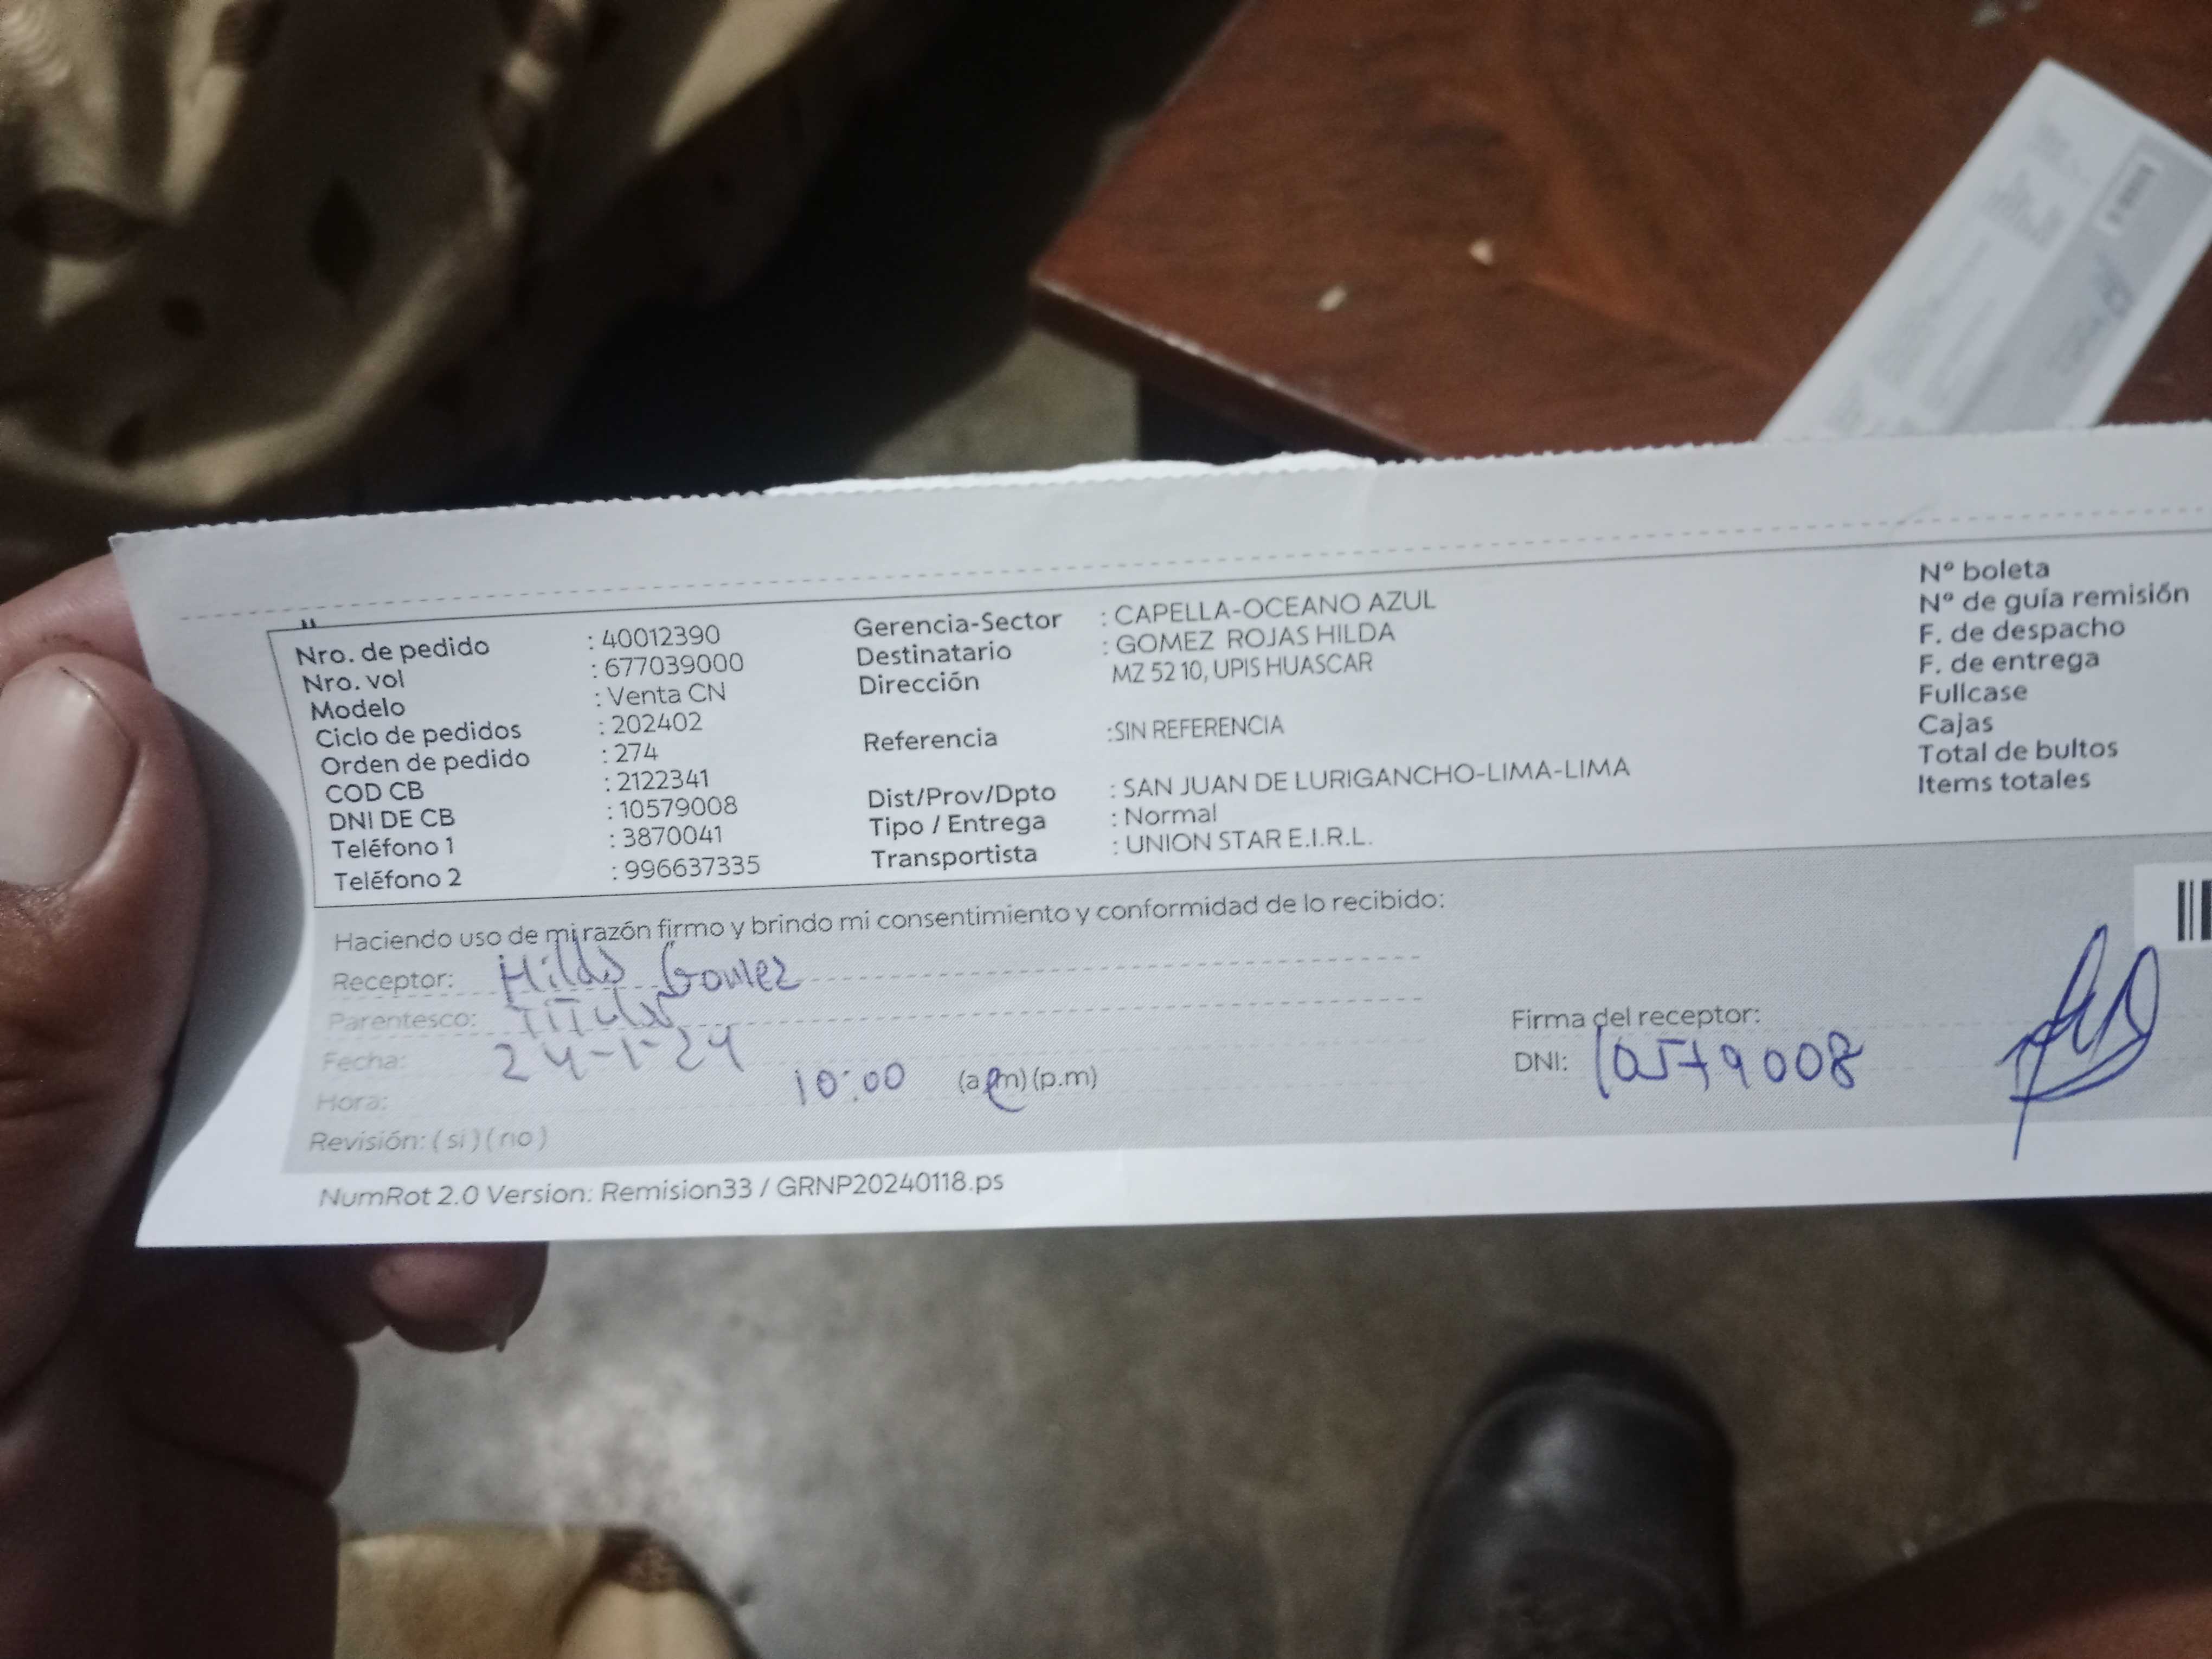 Nro. de pedido : 40012390
Nro. vol : 677039000
Modelo : Venta CN
Ciclo de pedidos : 202402
Orden de pedido : 274
COD CB : 2122341
DNI DE CB : 10579008
Teléfono 1 : 3870041
Teléfono 2 : 996637335
Gerencia-Sector : CAPELLA-OCEANO AZUL
Destinatario : GOMEZ ROJAS HILDA
Dirección MZ 52 10, UPIS HUASCAR
Referencia :SIN REFERENCIA
Dist/Prov/Dpto : SAN JUAN DE LURIGANCHO-LIMA-LIMA
Tipo / Entrega : Normal
Transportista : UNION STAR E.I.R.L.
Nº boleta
Nº de guía remisión
F. de despacho
F. de entrega
Fullcase
Cajas
Total de bultos
Items totales
Haciendo uso de mi razón firmo y brindo mi consentimiento y conformidad de lo recibido:
Receptor: Hilda Gomez
Parentesco: Titular
Fecha: 24-1-24
Hora: 10:00 (a.m) (p.m)
Revisión: ( si ) ( no )
Firma del receptor:
DNI: 10579008
NumRot 2.0 Version: Remision33 / GRNP20240118.ps